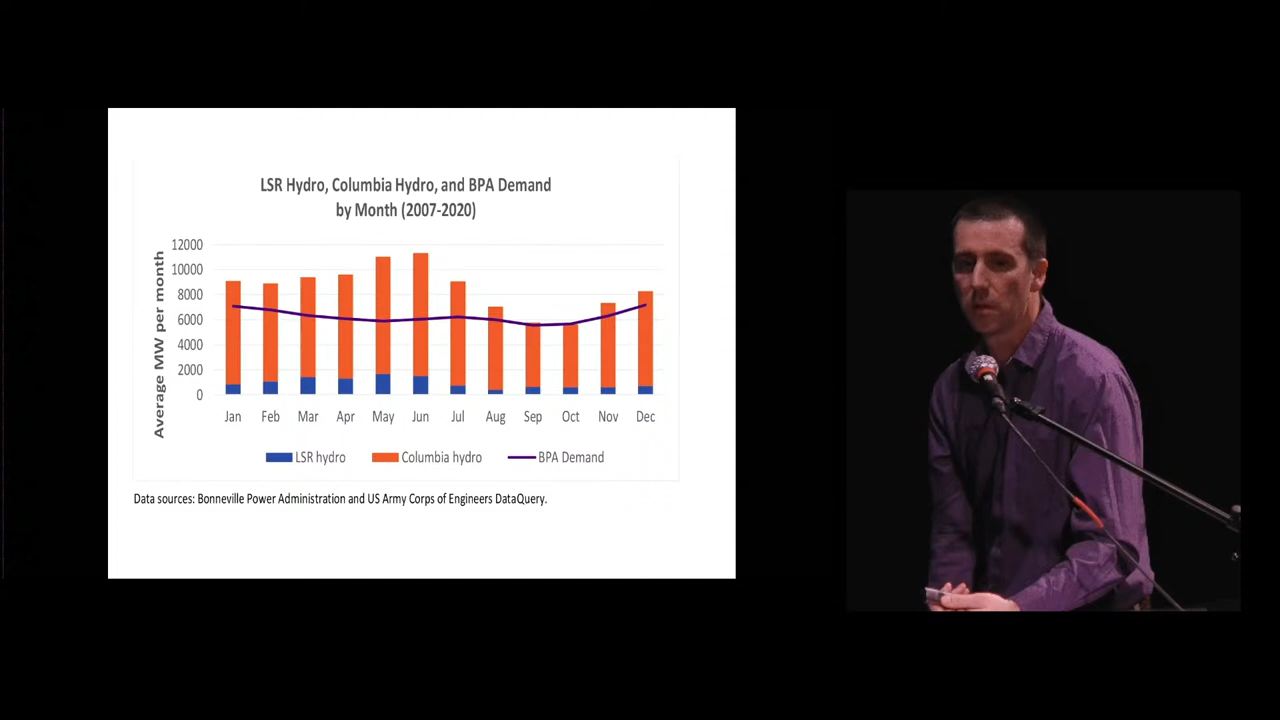 LSR Hydro, Columbia Hydro, and BPA Demand
by Month (2007-2020)
Average MW per month
12000
10000
8000
6000
4000
2000
0
Jan Feb Mar Apr May Jun Jul Aug Sep Oct Nov Dec
LSR hydro Columbia hydro BPA Demand
Data sources: Bonneville Power Administration and US Army Corps of Engineers DataQuery.